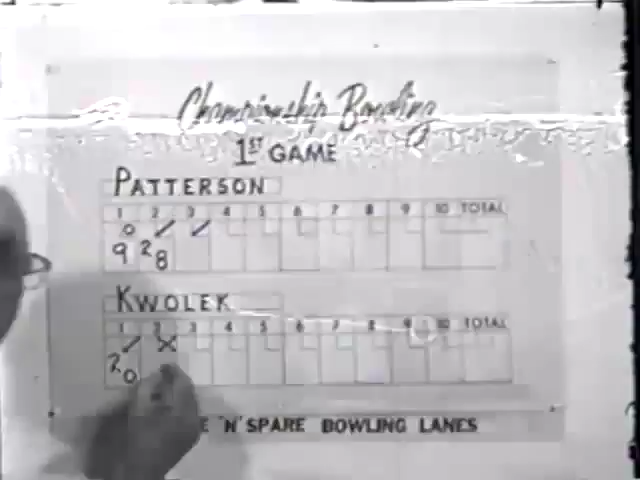 Championship Bowling
1ST GAME
PATTERSON
1 2 3 4 5 6 7 8 9 10 TOTAL
0 / /
9 28
KWOLEK
1 2 3 4 5 6 7 8 9 10 TOTAL
/ X
20
E 'N' SPARE BOWLING LANES